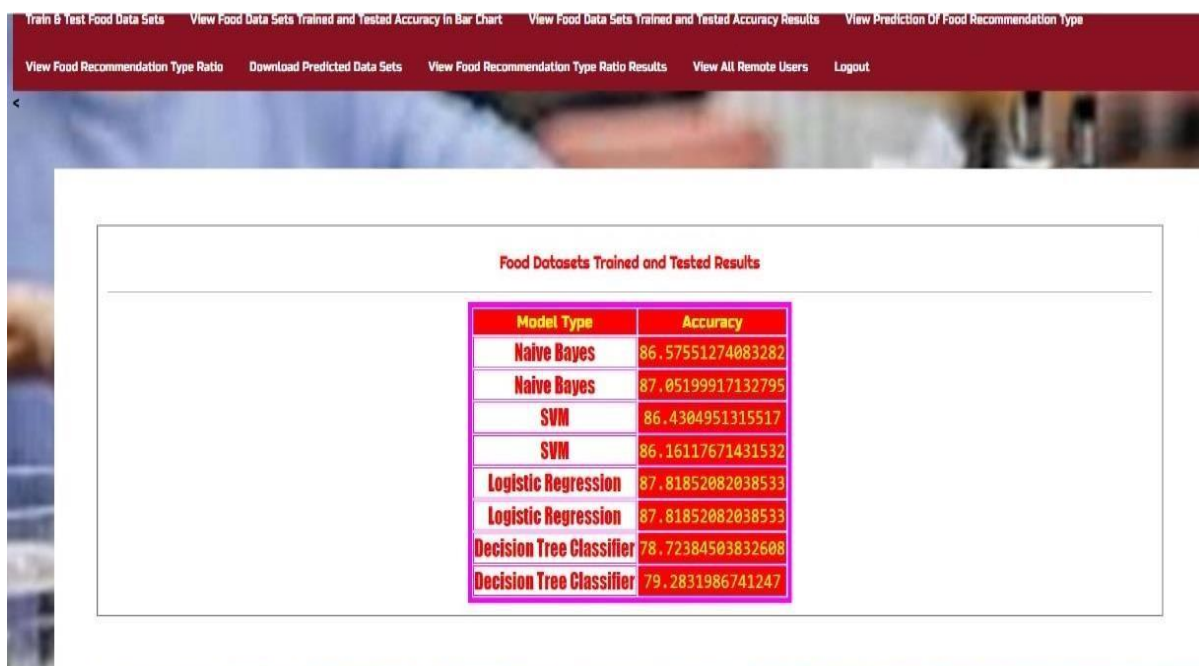 Train & Test Food Data Sets View Food Data Sets Trained and Tested Accuracy in Bar Chart View Food Data Sets Trained and Tested Accuracy Results View Prediction Of Food Recommendation Type
View Food Recommendation Type Ratio Download Predicted Data Sets View Food Recommendation Type Ratio Results View All Remote Users Logout
<
Food Datasets Trained and Tested Results
Model Type Accuracy
Naive Bayes 86.57551274083282
Naive Bayes 87.05199917132795
SVM 86.4304951315517
SVM 86.16117671431532
Logistic Regression 87.81852082038533
Logistic Regression 87.81852082038533
Decision Tree Classifier 78.72384503832608
Decision Tree Classifier 79.2831986741247